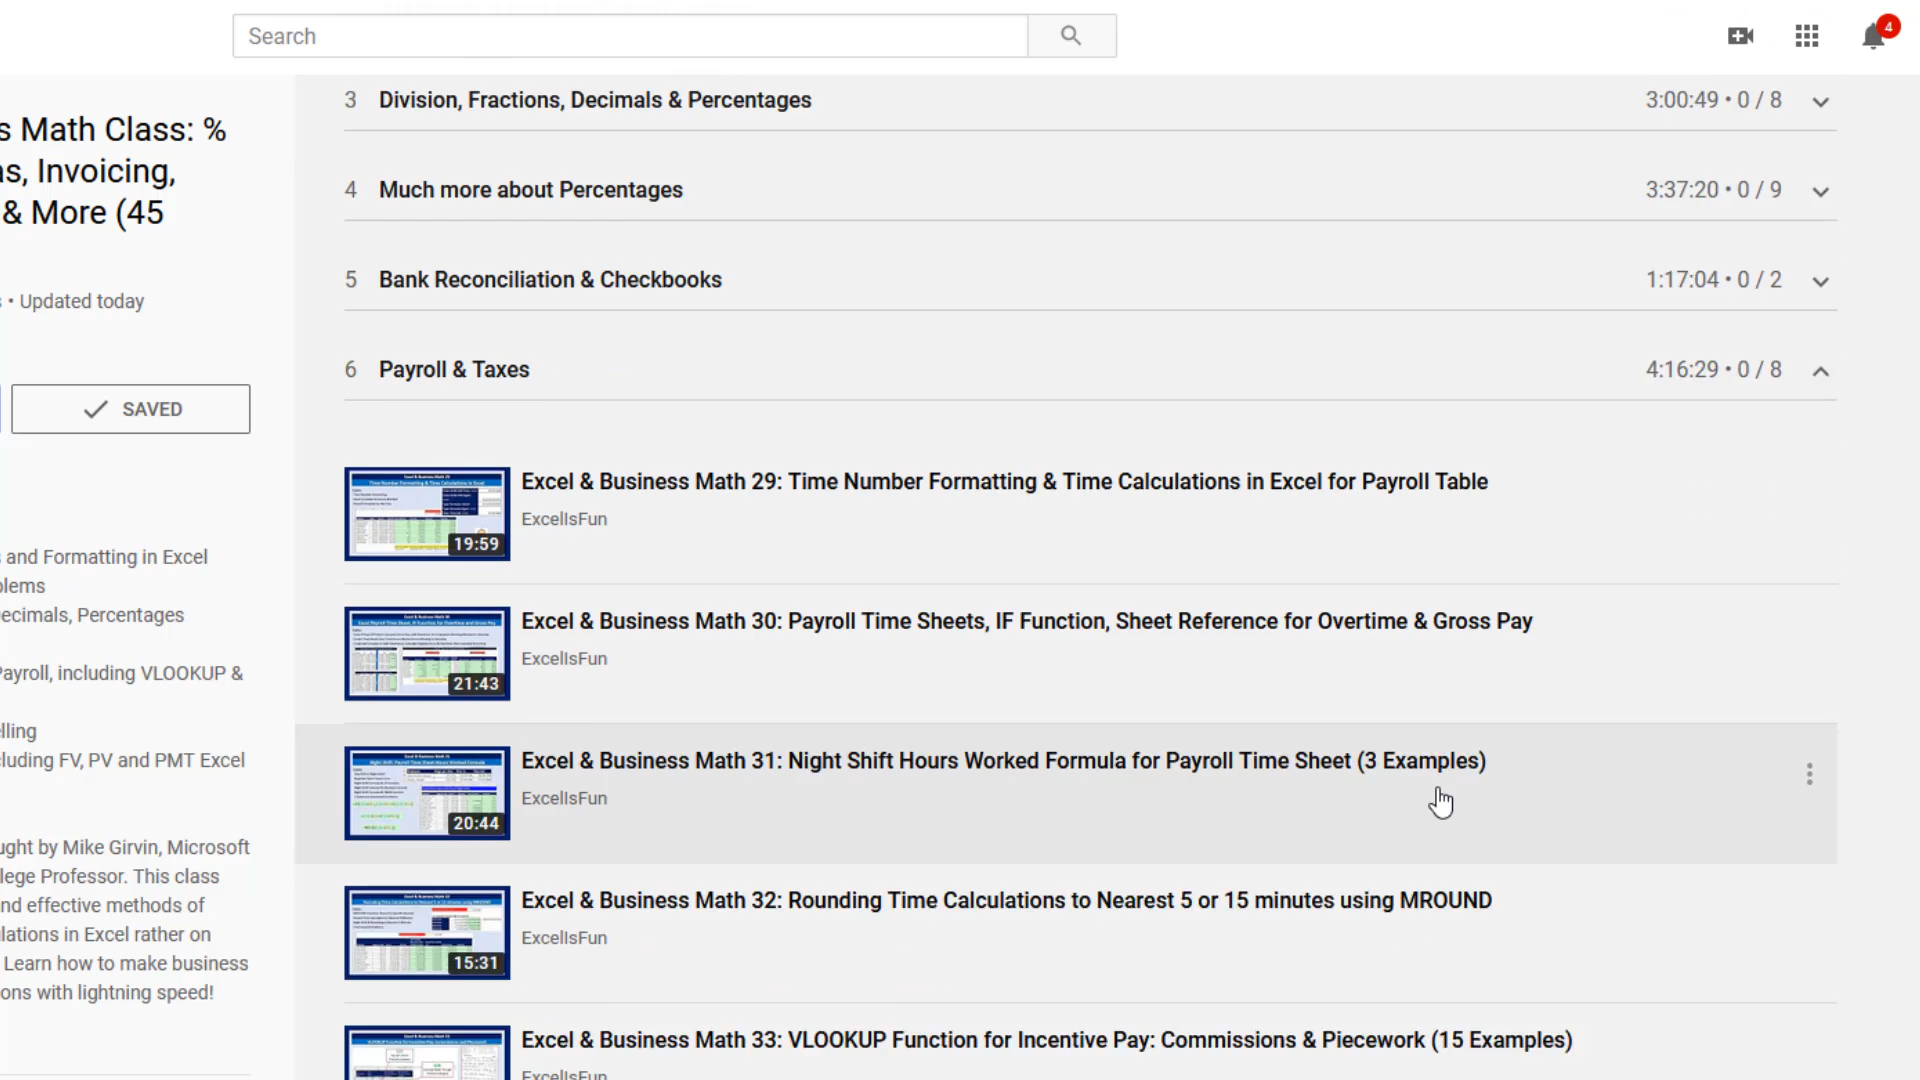 Search
4
s Math Class: %
as, Invoicing,
& More (45
• Updated today
SAVED
and Formatting in Excel
blems
Decimals, Percentages
Payroll, including VLOOKUP &
lling
cluding FV, PV and PMT Excel
ught by Mike Girvin, Microsoft
lege Professor. This class
and effective methods of
lations in Excel rather on
Learn how to make business
ons with lightning speed!
3 Division, Fractions, Decimals & Percentages 3:00:49 • 0 / 8
4 Much more about Percentages 3:37:20 • 0 / 9
5 Bank Reconciliation & Checkbooks 1:17:04 • 0 / 2
6 Payroll & Taxes 4:16:29 • 0 / 8
Excel & Business Math 29: Time Number Formatting & Time Calculations in Excel for Payroll Table
ExcelIsFun
19:59
Excel & Business Math 30: Payroll Time Sheets, IF Function, Sheet Reference for Overtime & Gross Pay
ExcelIsFun
21:43
Excel & Business Math 31: Night Shift Hours Worked Formula for Payroll Time Sheet (3 Examples)
ExcelIsFun
20:44
Excel & Business Math 32: Rounding Time Calculations to Nearest 5 or 15 minutes using MROUND
ExcelIsFun
15:31
Excel & Business Math 33: VLOOKUP Function for Incentive Pay: Commissions & Piecework (15 Examples)
ExcelIsFun